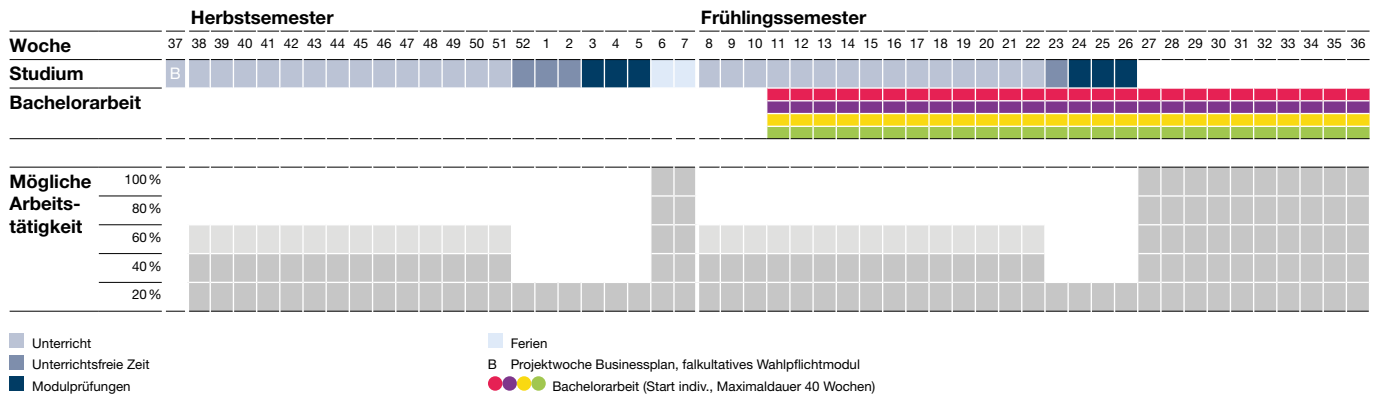 Herbstsemester Frühlingssemester
Woche 37 38 39 40 41 42 43 44 45 46 47 48 49 50 51 52 1 2 3 4 5 6 7 8 9 10 11 12 13 14 15 16 17 18 19 20 21 22 23 24 25 26 27 28 29 30 31 32 33 34 35 36
Studium B
Bachelorarbeit
Mögliche 100 %
Arbeits- 80 %
tätigkeit 60 %
40 %
20 %
Unterricht Ferien
Unterrichtsfreie Zeit B Projektwoche Businessplan, falkultatives Wahlpflichtmodul
Modulprüfungen Bachelorarbeit (Start indiv., Maximaldauer 40 Wochen)